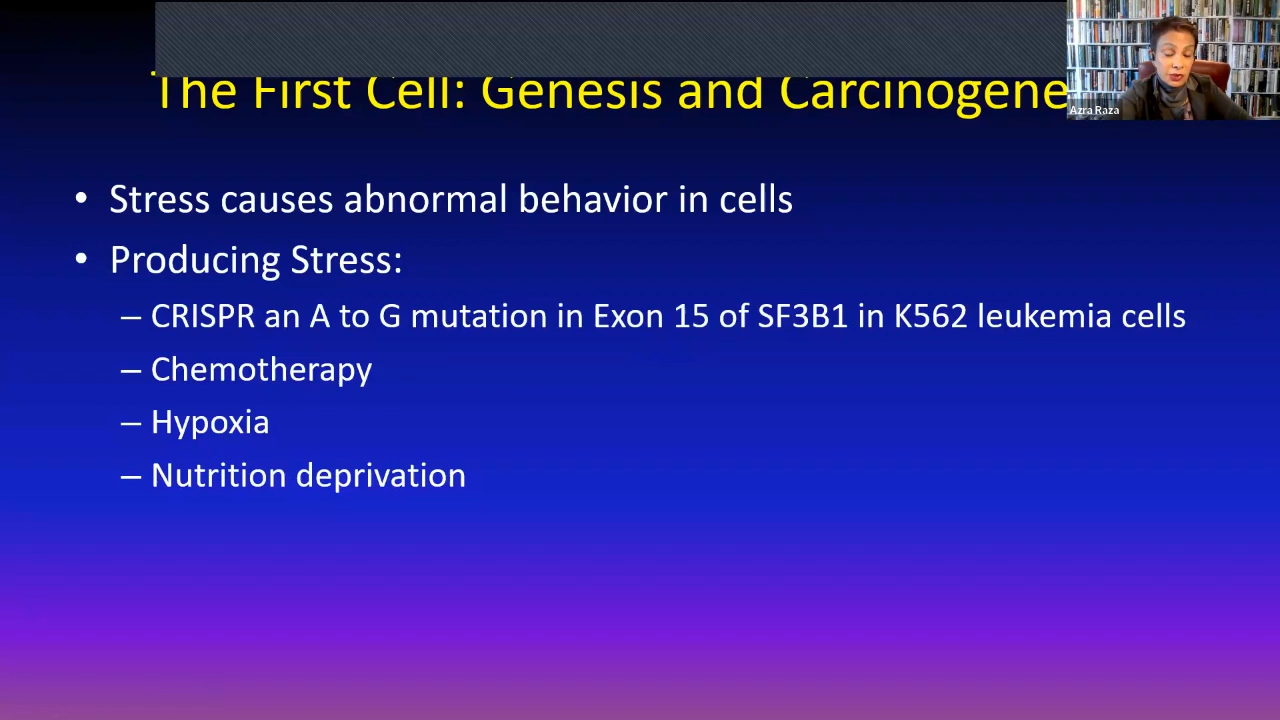 The First Cell: Genesis and Carcinogene
Azra Raza
• Stress causes abnormal behavior in cells
• Producing Stress:
– CRISPR an A to G mutation in Exon 15 of SF3B1 in K562 leukemia cells
– Chemotherapy
– Hypoxia
– Nutrition deprivation